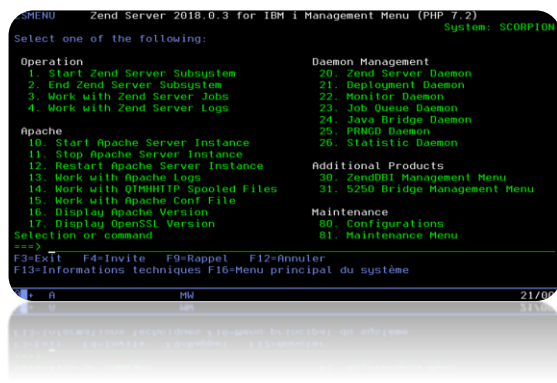 ZSMENU Zend Server 2018.0.3 for IBM i Management Menu (PHP 7.2)
System: SCORPION
Select one of the following:
Operation
1. Start Zend Server Subsystem
2. End Zend Server Subsystem
3. Work with Zend Server Jobs
4. Work with Zend Server Logs
Apache
10. Start Apache Server Instance
11. Stop Apache Server Instance
12. Restart Apache Server Instance
13. Work with Apache Logs
14. Work with QTMHHTTP Spooled Files
15. Work with Apache Conf File
16. Display Apache Version
17. Display OpenSSL Version
Daemon Management
20. Zend Server Daemon
21. Deployment Daemon
22. Monitor Daemon
23. Job Queue Daemon
24. Java Bridge Daemon
25. PRNGD Daemon
26. Statistic Daemon
Additional Products
30. ZendDBI Management Menu
31. 5250 Bridge Management Menu
Maintenance
80. Configurations
81. Maintenance Menu
Selection or command
===>
F3=Exit F4=Invite F9=Rappel F12=Annuler
F13=Informations techniques F16=Menu principal du système
+ A MW 21/00